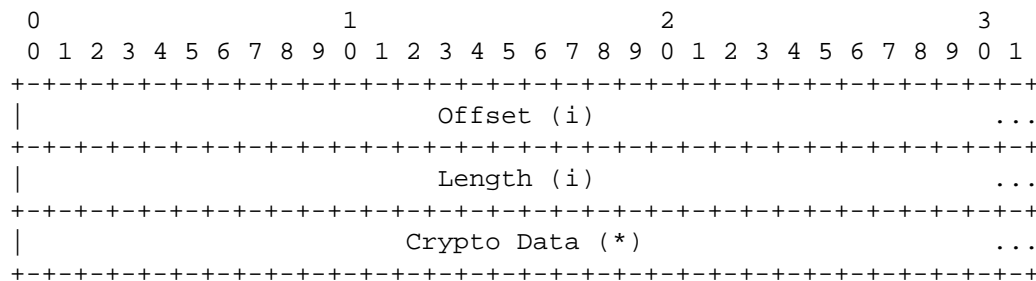 0                   1                   2                   3
 0 1 2 3 4 5 6 7 8 9 0 1 2 3 4 5 6 7 8 9 0 1 2 3 4 5 6 7 8 9 0 1
+-+-+-+-+-+-+-+-+-+-+-+-+-+-+-+-+-+-+-+-+-+-+-+-+-+-+-+-+-+-+-+-+
|                          Offset (i)                         ...
+-+-+-+-+-+-+-+-+-+-+-+-+-+-+-+-+-+-+-+-+-+-+-+-+-+-+-+-+-+-+-+-+
|                          Length (i)                         ...
+-+-+-+-+-+-+-+-+-+-+-+-+-+-+-+-+-+-+-+-+-+-+-+-+-+-+-+-+-+-+-+-+
|                        Crypto Data (*)                      ...
+-+-+-+-+-+-+-+-+-+-+-+-+-+-+-+-+-+-+-+-+-+-+-+-+-+-+-+-+-+-+-+-+